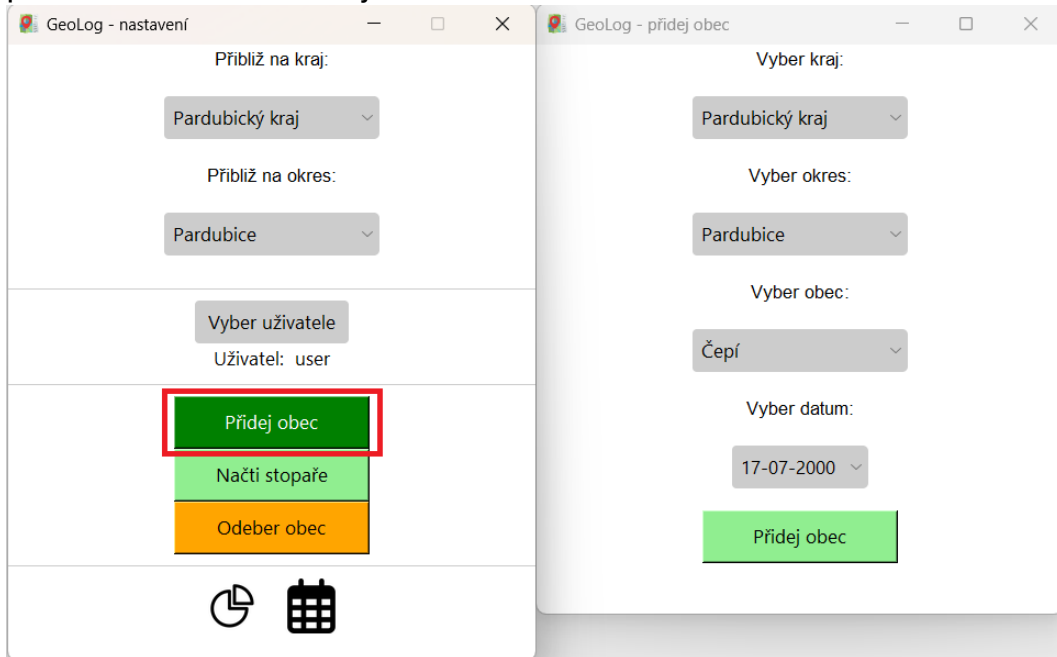 GeoLog - nastavení
Přibliž na kraj:
Pardubický kraj
Přibliž na okres:
Pardubice
Vyber uživatele
Uživatel: user
Přidej obec
Načti stopaře
Odeber obec
GeoLog - přidej obec
Vyber kraj:
Pardubický kraj
Vyber okres:
Pardubice
Vyber obec:
Čepí
Vyber datum:
17-07-2000
Přidej obec